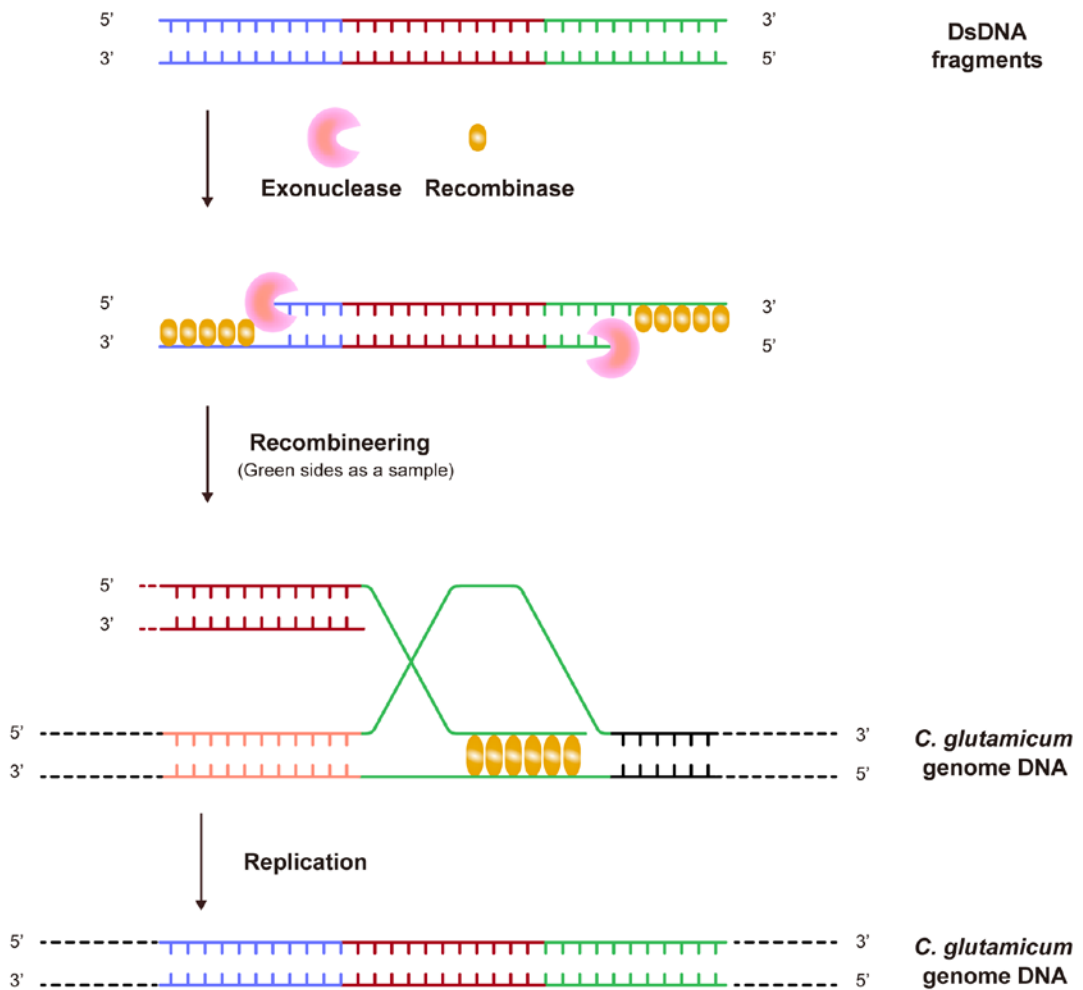 5’
3’
DsDNA
fragments
3’
5’
Exonuclease
Recombinase
5’
3’
3’
5’
Recombineering
(Green sides as a sample)
5’
3’
5’
3’
C. glutamicum
genome DNA
3’
5’
Replication
5’
3’
C. glutamicum
genome DNA
3’
5’